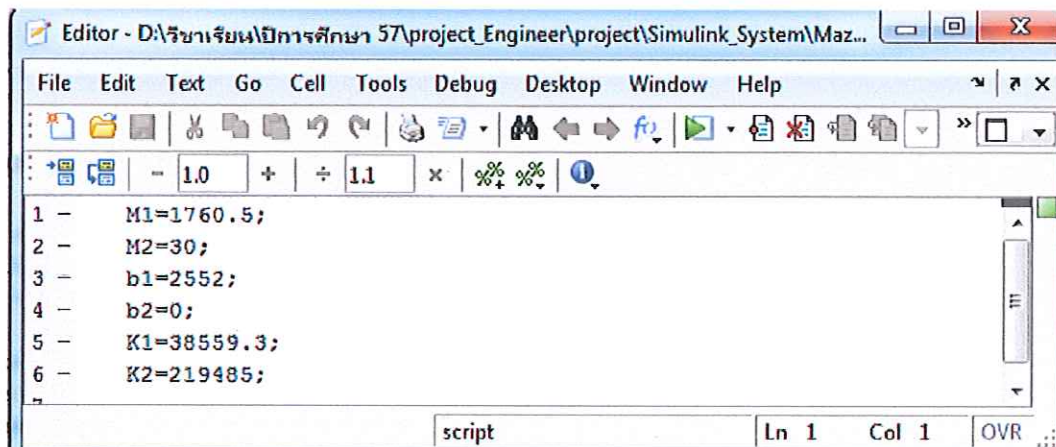 Editor - D:\วิชาเรียน\ปีการศึกษา 57\project_Engineer\project\Simulink_System\Maz...
File Edit Text Go Cell Tools Debug Desktop Window Help
- 1.0 + ÷ 1.1 ×
1 - M1=1760.5;
2 - M2=30;
3 - b1=2552;
4 - b2=0;
5 - K1=38559.3;
6 - K2=219485;
script Ln 1 Col 1 OVR